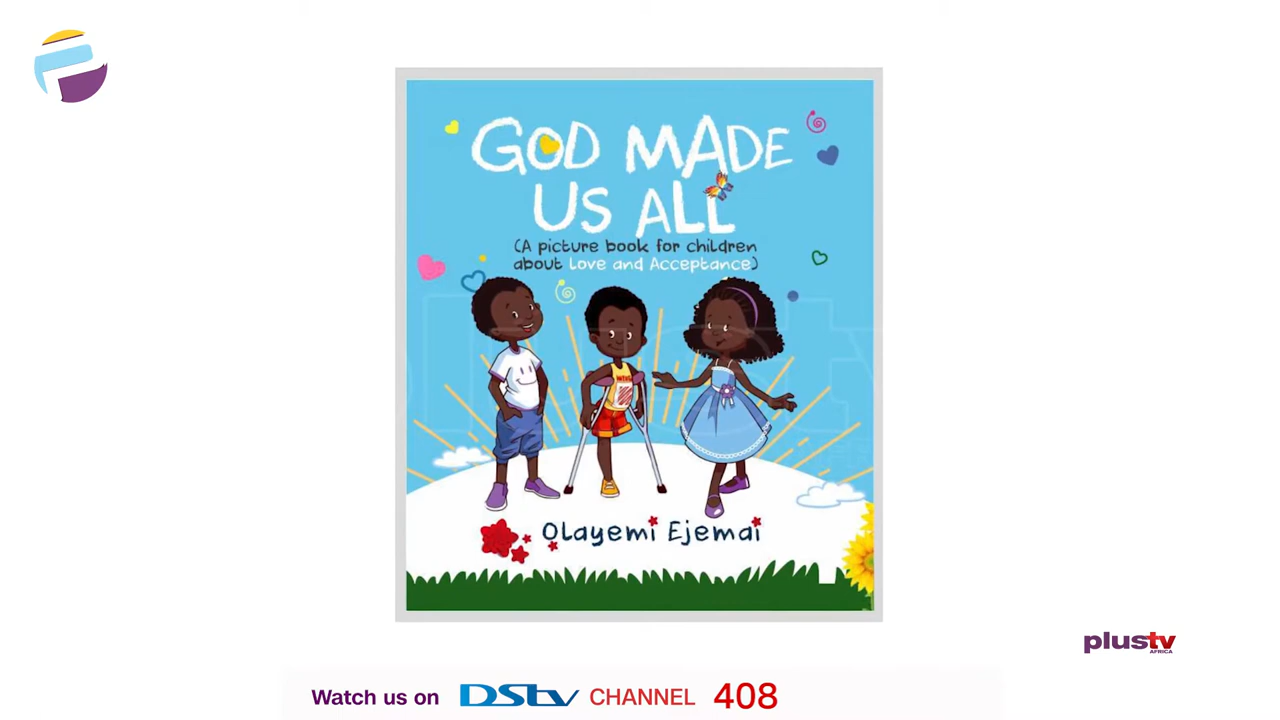 GOD MADE
US ALL
(A picture book for children
about Love and Acceptance)
Olayemi Ejemai
plustv
AFRICA
Watch us on DStv CHANNEL 408